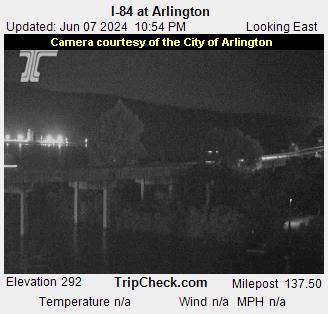 I-84 at Arlington
Updated: Jun 07 2024 10:54 PM Looking East
Camera courtesy of the City of Arlington
Elevation 292 TripCheck.com Milepost 137.50
Temperature n/a Wind n/a MPH n/a